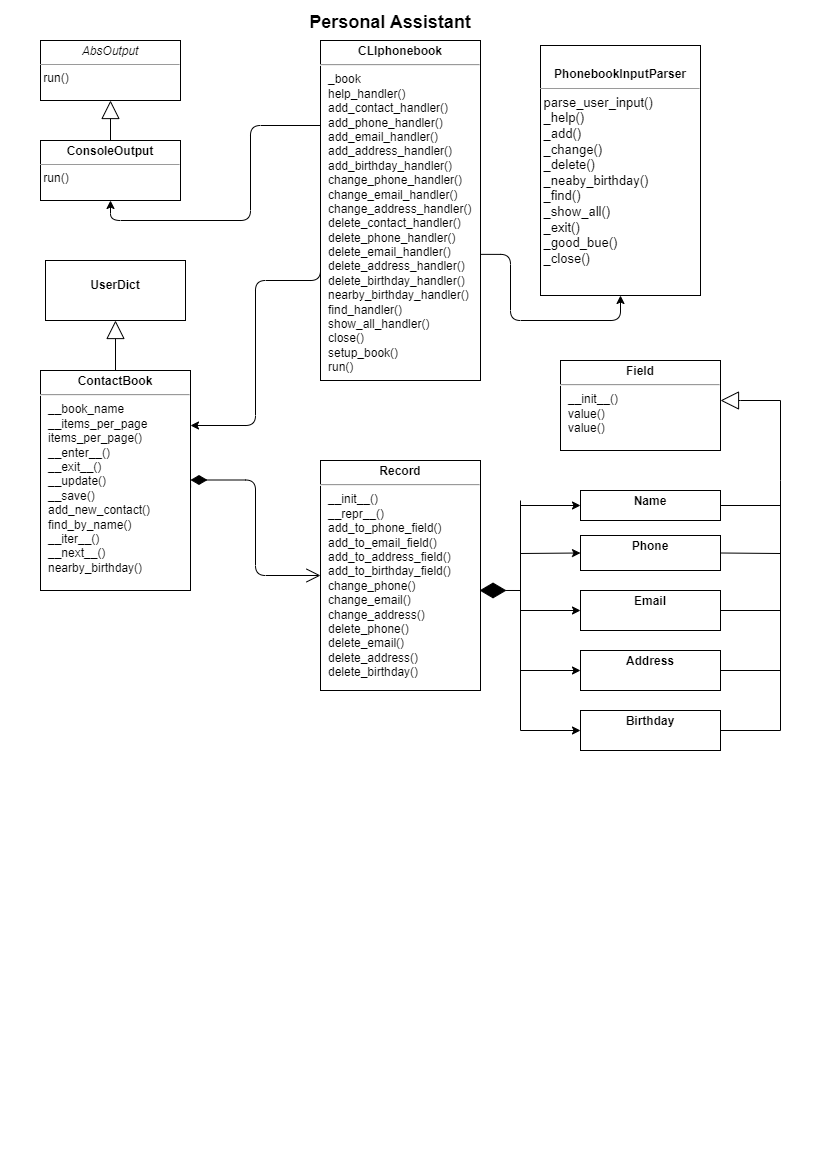 Personal Assistant
AbsOutput
run()
ConsoleOutput
run()
CLIphonebook
_book
help_handler()
add_contact_handler()
add_phone_handler()
add_email_handler()
add_address_handler()
add_birthday_handler()
change_phone_handler()
change_email_handler()
change_address_handler()
delete_contact_handler()
delete_phone_handler()
delete_email_handler()
delete_address_handler()
delete_birthday_handler()
nearby_birthday_handler()
find_handler()
show_all_handler()
close()
setup_book()
run()
PhonebookInputParser
parse_user_input()
_help()
_add()
_change()
_delete()
_neaby_birthday()
_find()
_show_all()
_exit()
_good_bue()
_close()
UserDict
ContactBook
__book_name
__items_per_page
items_per_page()
__enter__()
__exit__()
__update()
__save()
add_new_contact()
find_by_name()
__iter__()
__next__()
nearby_birthday()
Record
__init__()
__repr__()
add_to_phone_field()
add_to_email_field()
add_to_address_field()
add_to_birthday_field()
change_phone()
change_email()
change_address()
delete_phone()
delete_email()
delete_address()
delete_birthday()
Field
__init__()
value()
value()
Name
Phone
Email
Address
Birthday